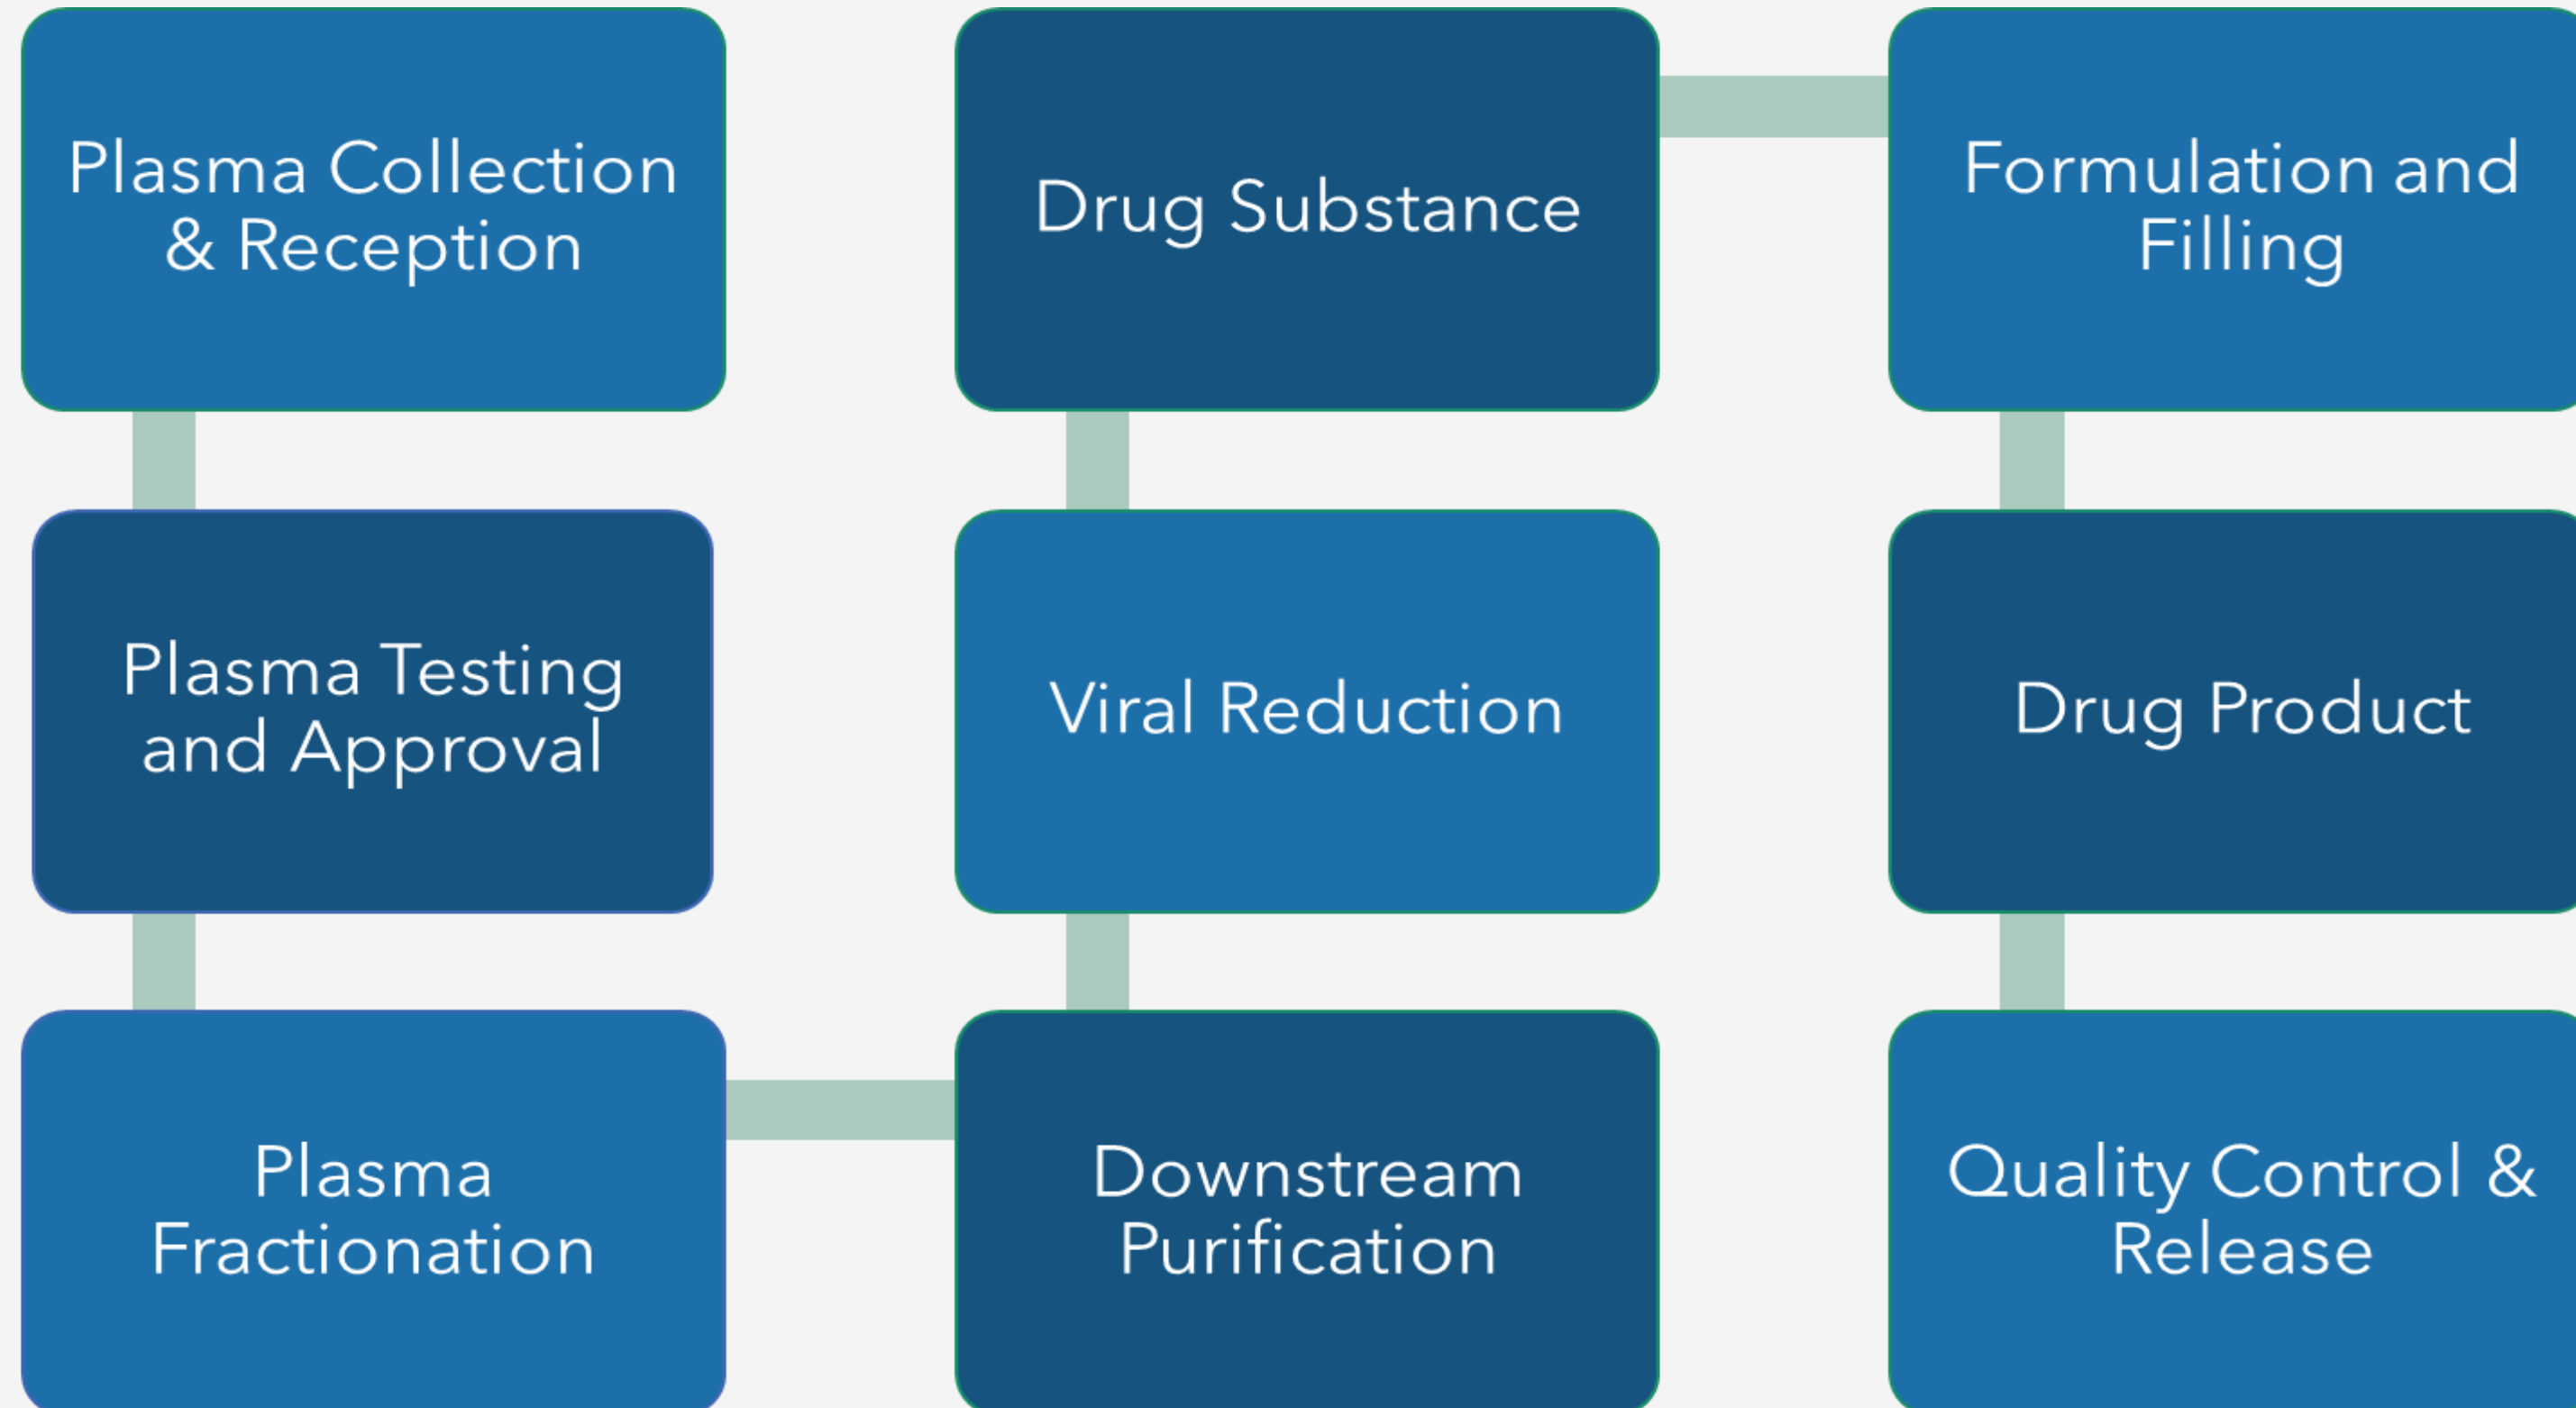 Plasma Collection
& Reception
Plasma Testing
and Approval
Plasma
Fractionation
Downstream
Purification
Viral Reduction
Drug Substance
Formulation and
Filling
Drug Product
Quality Control &
Release